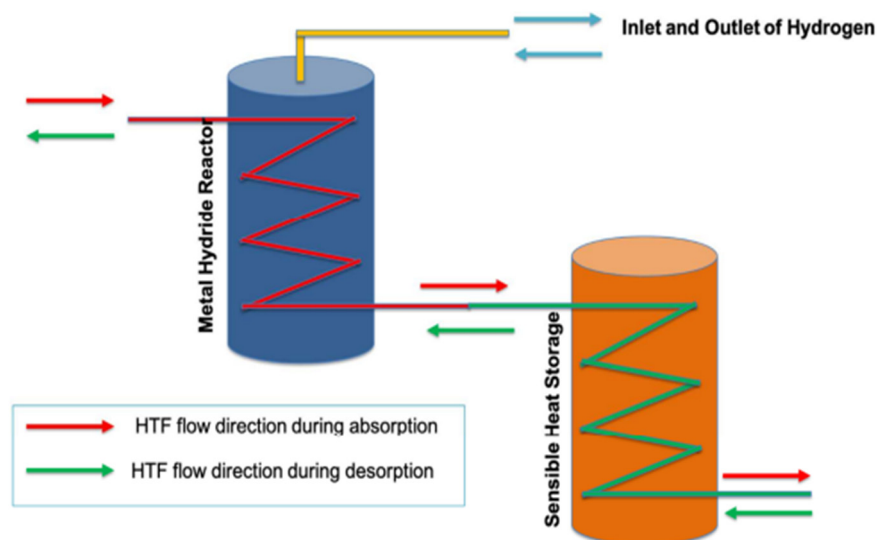 Inlet and Outlet of Hydrogen
Metal Hydride Reactor
Sensible Heat Storage
HTF flow direction during absorption
HTF flow direction during desorption